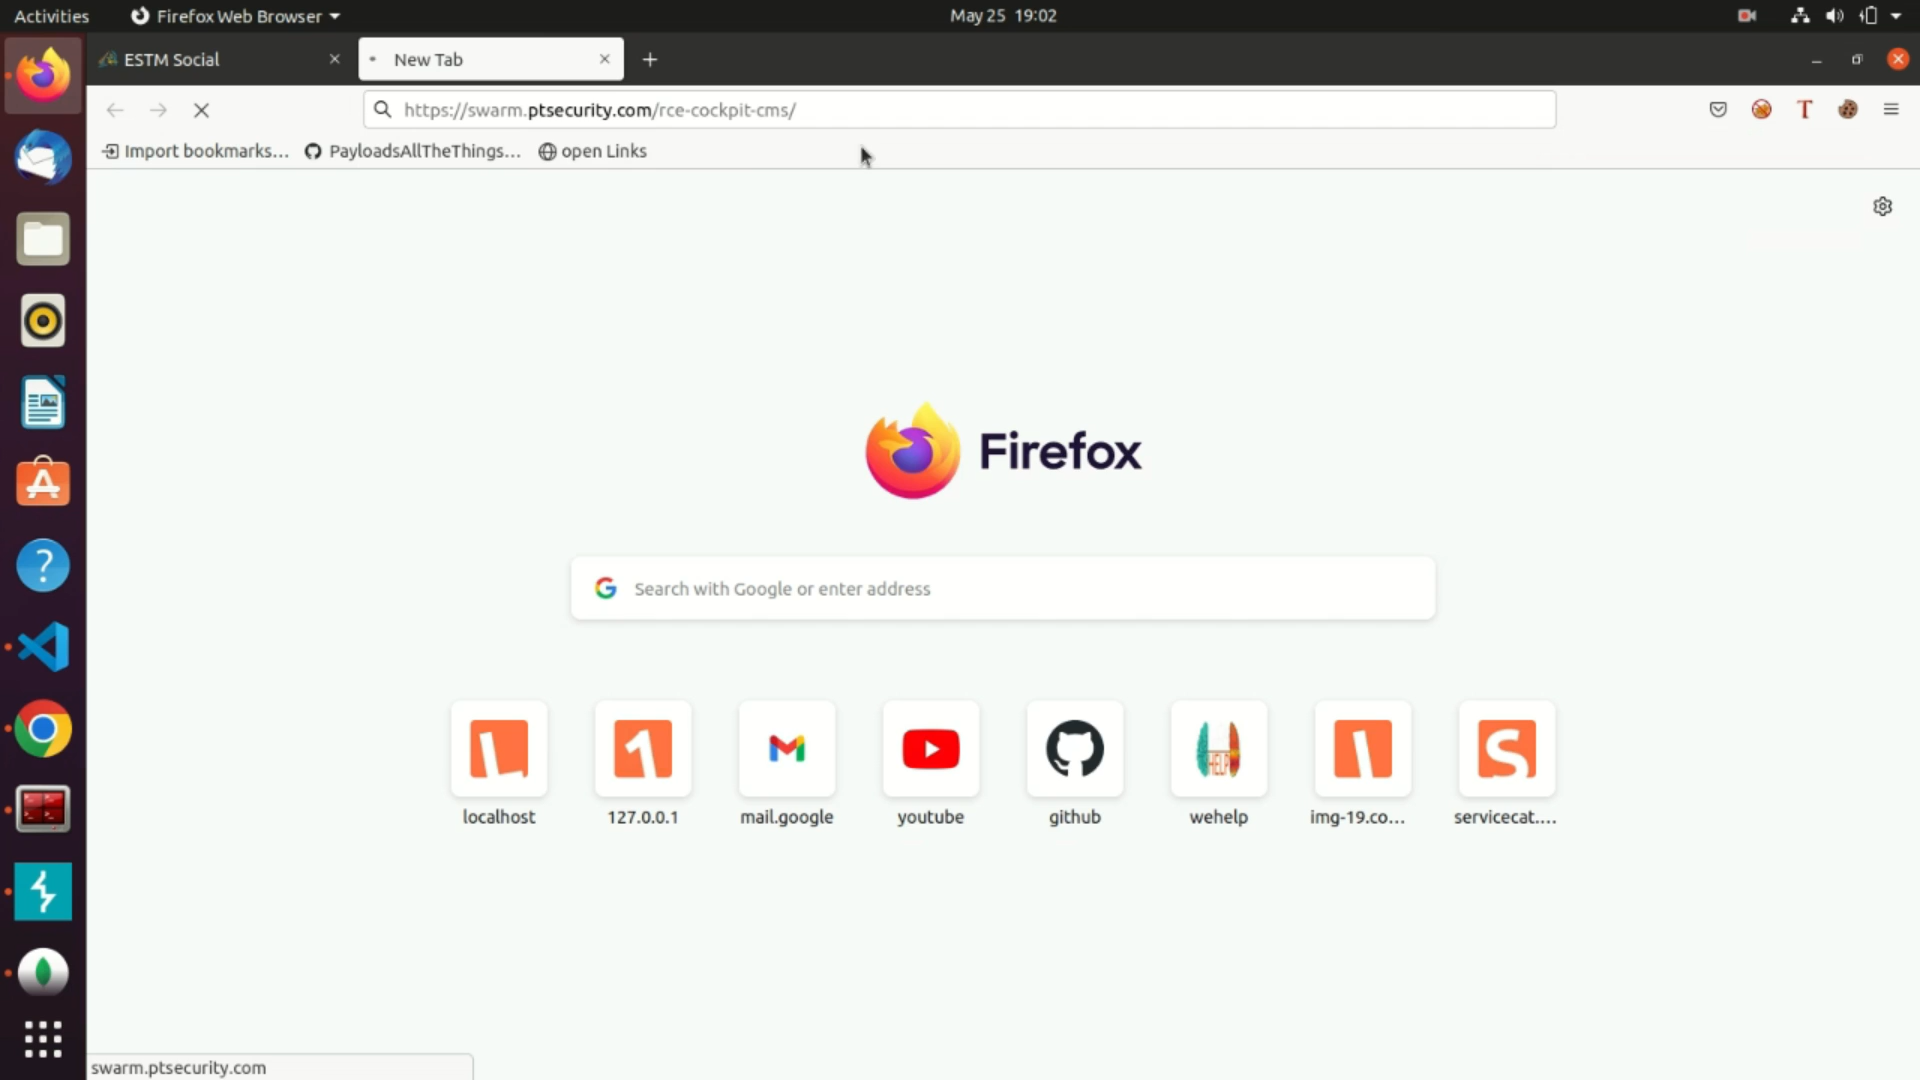 Activities
Firefox Web Browser
May 25 19:02
ESTM Social
New Tab
https://swarm.ptsecurity.com/rce-cockpit-cms/
T
Import bookmarks...
PayloadsAllTheThings...
open Links
Firefox
Search with Google or enter address
L
1
HELP
\
S
localhost
127.0.0.1
mail.google
youtube
github
wehelp
img-19.co...
servicecat....
swarm.ptsecurity.com